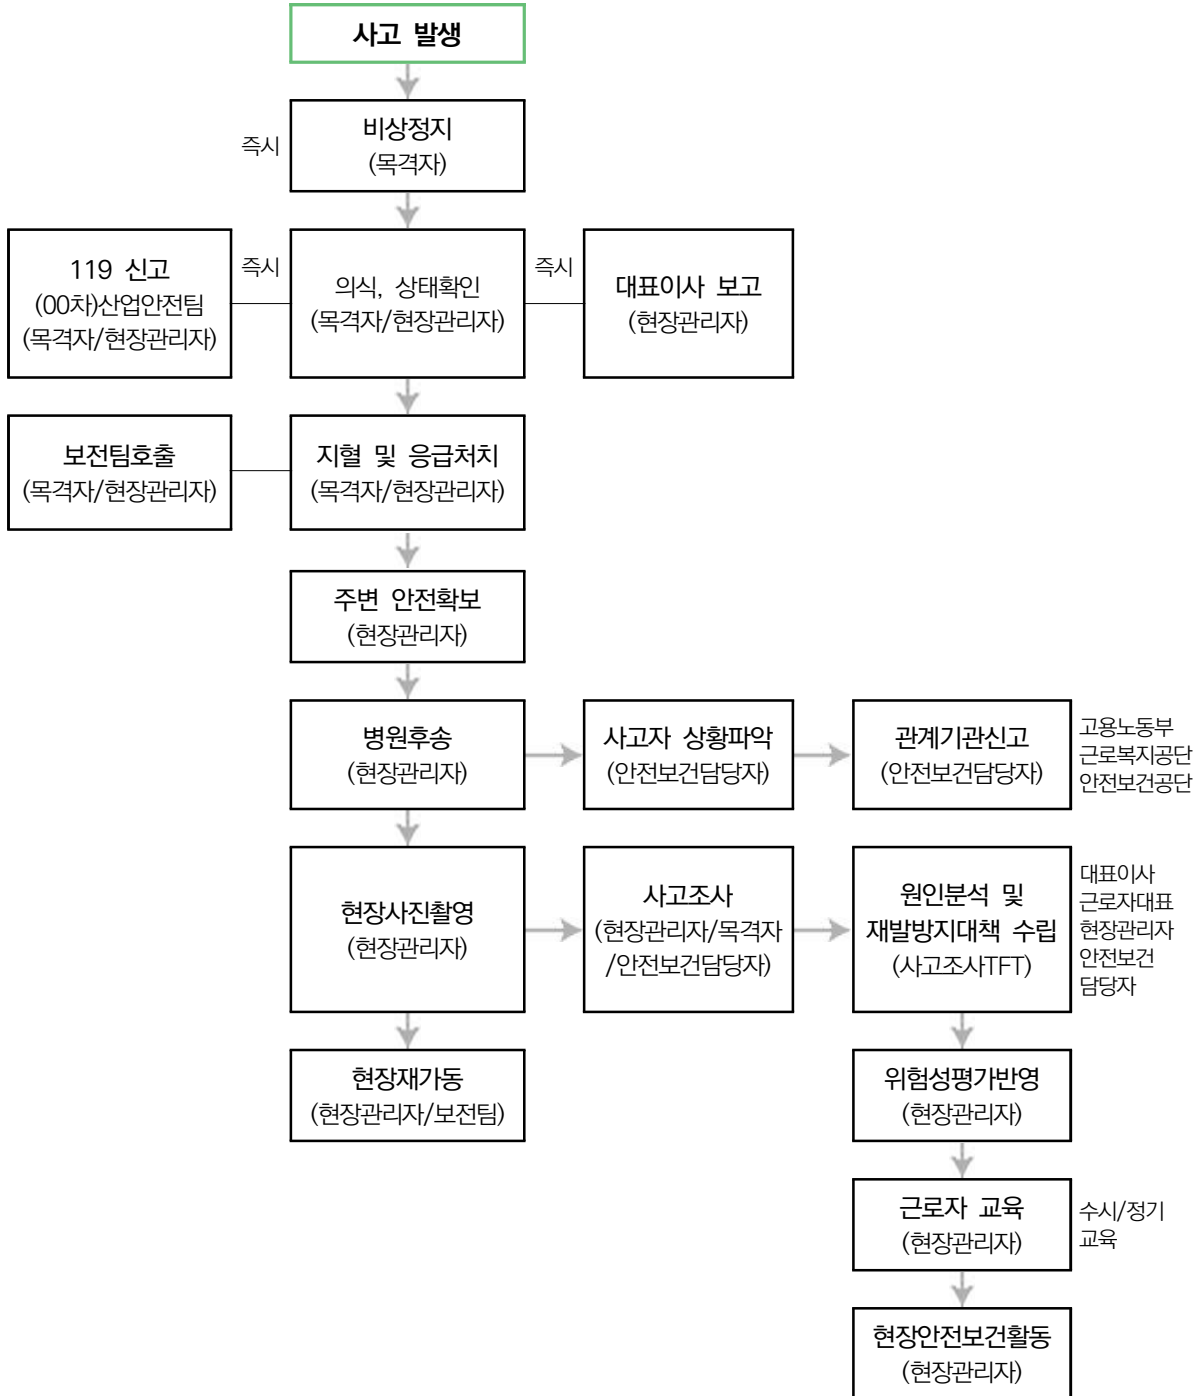 사고 발생
즉시
비상정지
(목격자)
119 신고
(00차)산업안전팀
(목격자/현장관리자)
즉시
의식, 상태확인
(목격자/현장관리자)
즉시
대표이사 보고
(현장관리자)
보전팀호출
(목격자/현장관리자)
지혈 및 응급처치
(목격자/현장관리자)
주변 안전확보
(현장관리자)
병원후송
(현장관리자)
사고자 상황파악
(안전보건담당자)
관계기관신고
(안전보건담당자)
고용노동부
근로복지공단
안전보건공단
현장사진촬영
(현장관리자)
사고조사
(현장관리자/목격자
/안전보건담당자)
원인분석 및
재발방지대책 수립
(사고조사TFT)
대표이사
근로자대표
현장관리자
안전보건
담당자
현장재가동
(현장관리자/보전팀)
위험성평가반영
(현장관리자)
근로자 교육
(현장관리자)
수시/정기
교육
현장안전보건활동
(현장관리자)